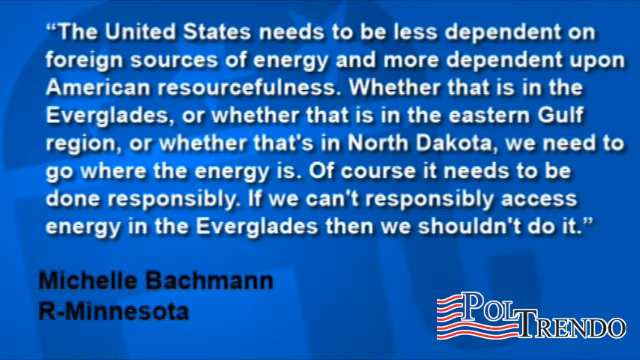 “The United States needs to be less dependent on
foreign sources of energy and more dependent upon
American resourcefulness. Whether that is in the
Everglades, or whether that is in the eastern Gulf
region, or whether that's in North Dakota, we need to
go where the energy is. Of course it needs to be
done responsibly. If we can't responsibly access
energy in the Everglades then we shouldn't do it.”
Michelle Bachmann
R-Minnesota
POL
TRENDO